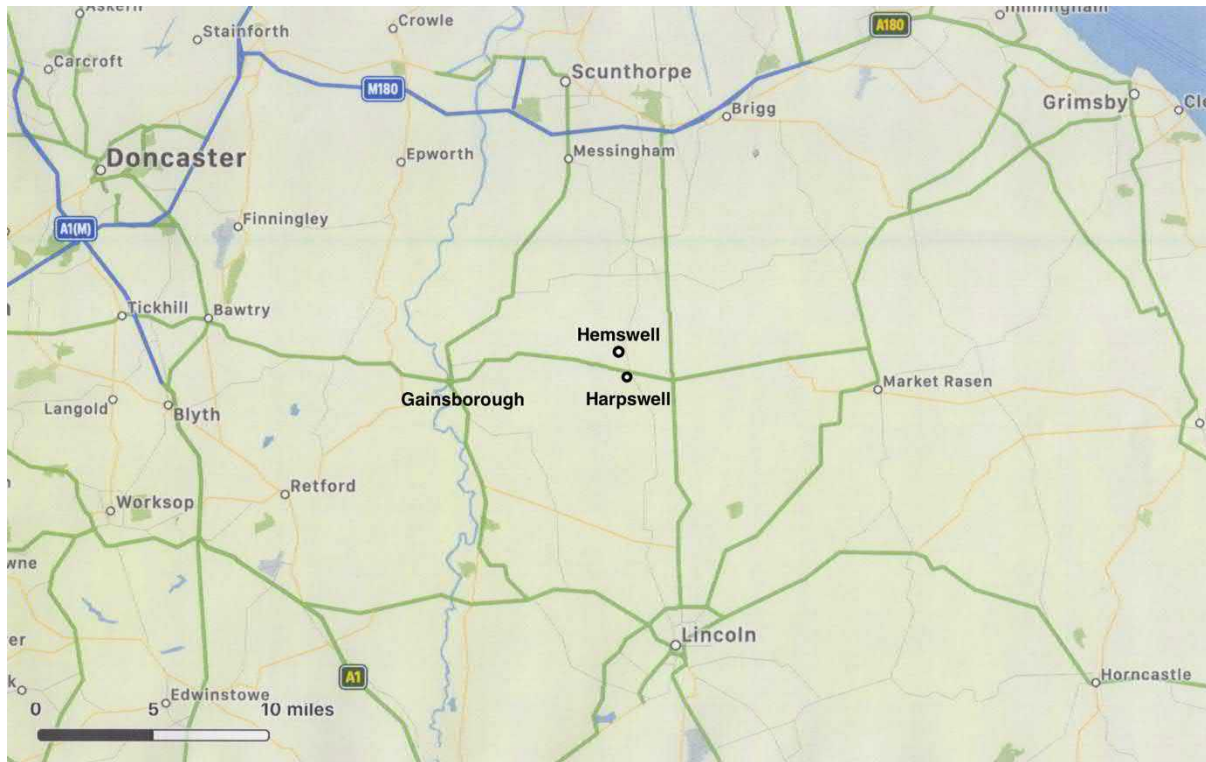 Askern
Stainforth
Crowle
A180
Carcroft
Scunthorpe
M180
Grimsby
Brigg
Doncaster
Epworth
Messingham
Finningley
A1(M)
Tickhill
Bawtry
Hemswell
Market Rasen
Gainsborough
Harpswell
Langold
Blyth
Retford
Worksop
Lincoln
A1
Horncastle
Edwinstowe
0 5 10 miles